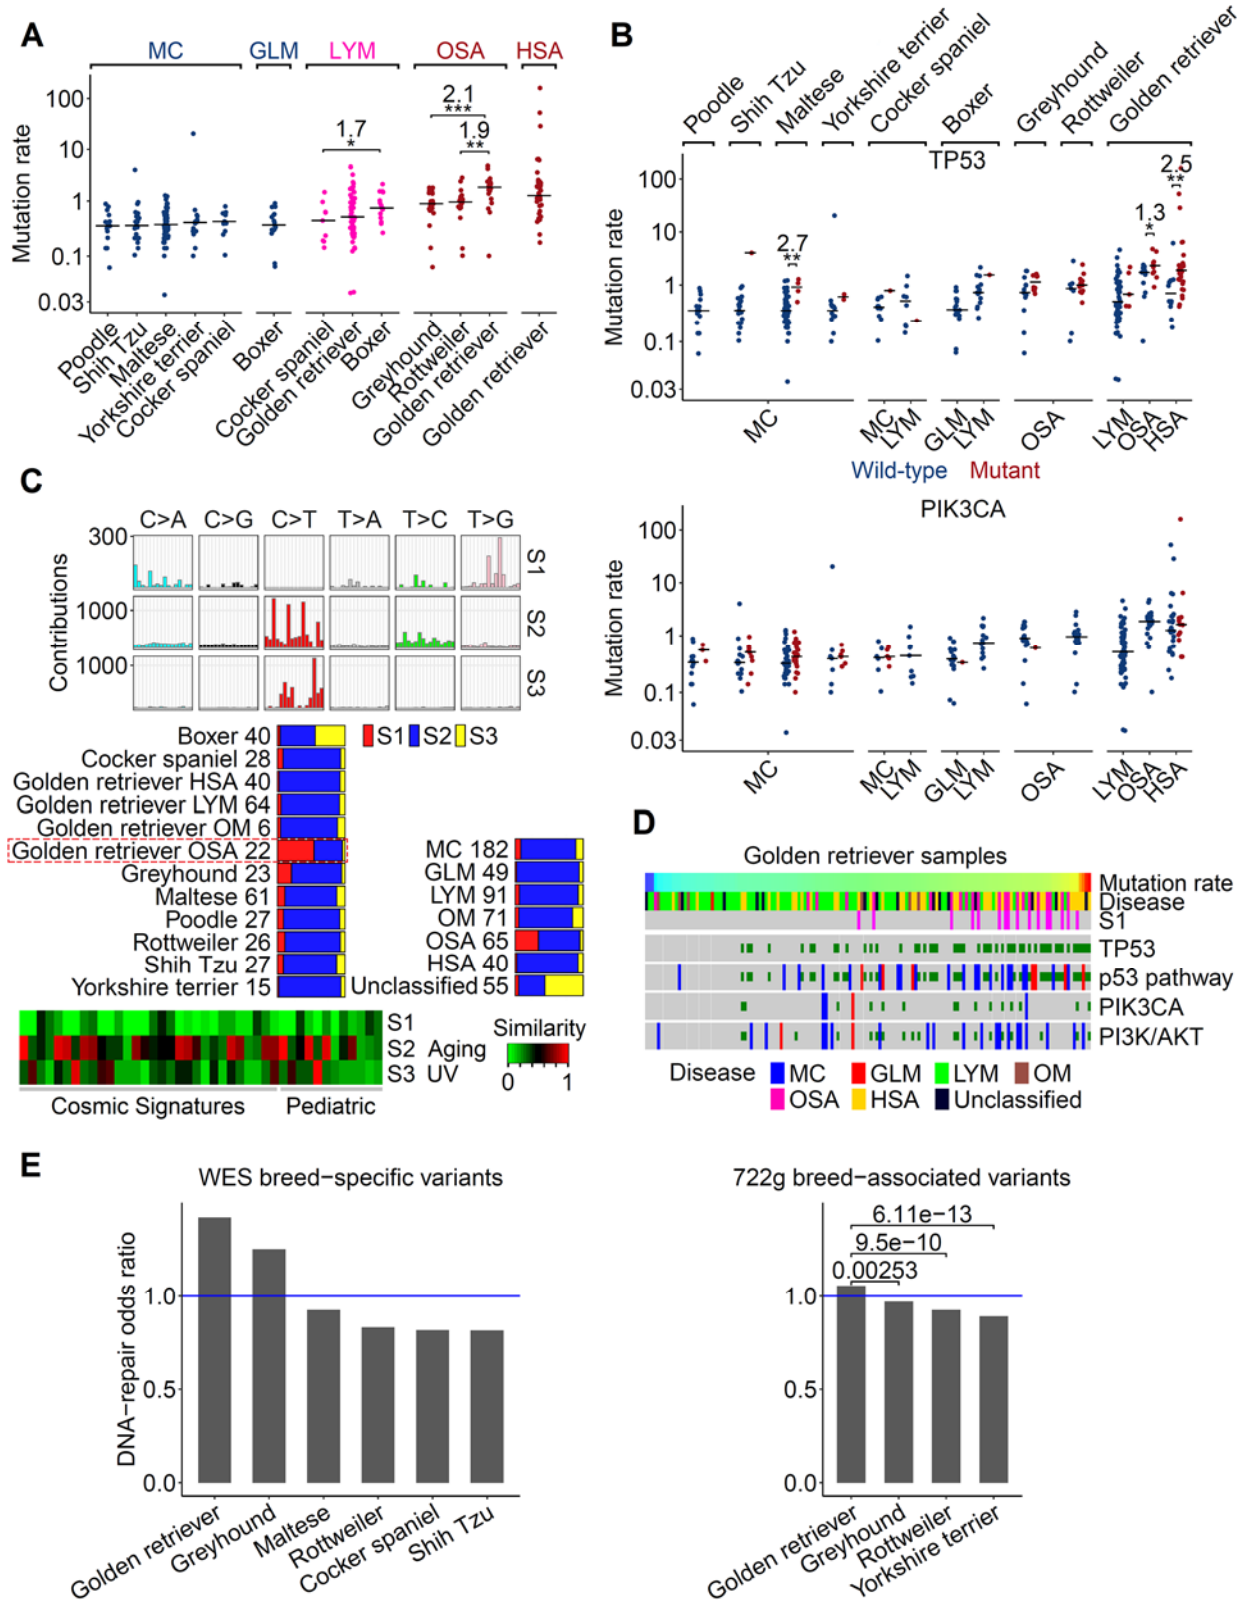 A
MC GLM LYM OSA HSA
Mutation rate
100
10
1
0.1
0.03
1.7
*
2.1
***
1.9
**
Poodle
Shih Tzu
Maltese
Yorkshire terrier
Cocker spaniel
Boxer
Cocker spaniel
Golden retriever
Boxer
Greyhound
Rottweiler
Golden retriever
Golden retriever
B
Poodle
Shih Tzu
Maltese
Yorkshire terrier
Cocker spaniel
Boxer
Greyhound
Rottweiler
Golden retriever
TP53
Mutation rate
100
10
1
0.1
0.03
2.7
**
1.3
*
2.5
**
MC
MC
LYM
GLM
LYM
OSA
LYM
OSA
HSA
Wild-type Mutant
PIK3CA
Mutation rate
100
10
1
0.1
0.03
MC
MC
LYM
GLM
LYM
OSA
LYM
OSA
HSA
C
C>A C>G C>T T>A T>C T>G
Contributions
300
1000
1000
S1
S2
S3
S1 S2 S3
Boxer 40
Cocker spaniel 28
Golden retriever HSA 40
Golden retriever LYM 64
Golden retriever OM 6
Golden retriever OSA 22
Greyhound 23
Maltese 61
Poodle 27
Rottweiler 26
Shih Tzu 27
Yorkshire terrier 15
MC 182
GLM 49
LYM 91
OM 71
OSA 65
HSA 40
Unclassified 55
S1
S2 Aging
S3 UV
Cosmic Signatures Pediatric
Similarity
0 1
D
Golden retriever samples
Mutation rate
Disease
S1
TP53
p53 pathway
PIK3CA
PI3K/AKT
Disease MC GLM LYM OM
OSA HSA Unclassified
E
WES breed-specific variants
DNA-repair odds ratio
1.0
0.5
0.0
Golden retriever
Greyhound
Maltese
Rottweiler
Cocker spaniel
Shih Tzu
722g breed-associated variants
6.11e-13
9.5e-10
0.00253
1.0
0.5
0.0
Golden retriever
Greyhound
Rottweiler
Yorkshire terrier